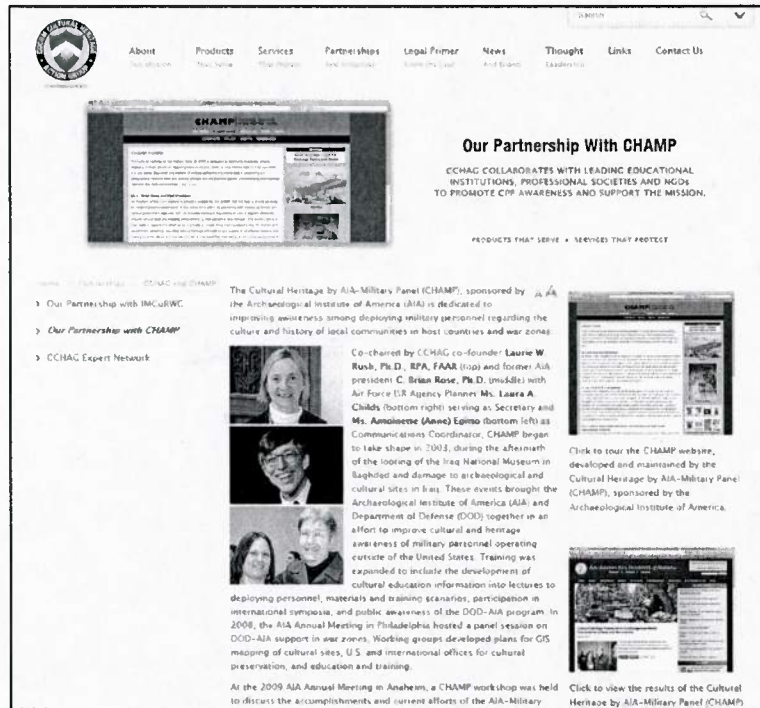 Search
About Products Services Partnerships Legal Primer News Thought Links Contact Us
Our Mission And Events Leadership
CHAMP
Our Partnership With CHAMP
CCHAG COLLABORATES WITH LEADING EDUCATIONAL
INSTITUTIONS, PROFESSIONAL SOCIETIES AND NGOs
TO PROMOTE CPP AWARENESS AND SUPPORT THE MISSION.
PRODUCTS THAT SERVE • SERVICES THAT PROTECT
Home Partnerships CCHAG and CHAMP
> Our Partnership with IMCuRWG
> Our Partnership with CHAMP
> CCHAG Expert Network
The Cultural Heritage by AIA-Military Panel (CHAMP), sponsored by
the Archaeological Institute of America (AIA) is dedicated to
improving awareness among deploying military personnel regarding the
culture and history of local communities in host countries and war zones.
Co-chaired by CCHAG co-founder Laurie W.
Rush, Ph.D., RPA, FAAR (top) and former AIA
president C. Brian Rose, Ph.D. (middle) with
Air Force ISR Agency Planner Ms. Laura A.
Childs (bottom right) serving as Secretary and
Ms. Antoinette (Anne) Egitto (bottom left) as
Communications Coordinator, CHAMP began
to take shape in 2003, during the aftermath
of the looting of the Iraq National Museum in
Baghdad and damage to archaeological and
cultural sites in Iraq. These events brought the
Archaeological Institute of America (AIA) and
Department of Defense (DOD) together in an
effort to improve cultural and heritage
awareness of military personnel operating
outside of the United States. Training was
expanded to include the development of
cultural education information into lectures to
deploying personnel, materials and training scenarios, participation in
international symposia, and public awareness of the DOD-AIA program. In
2008, the AIA Annual Meeting in Philadelphia hosted a panel session on
DOD-AIA support in war zones. Working groups developed plans for GIS
mapping of cultural sites, U.S. and international offices for cultural
preservation, and education and training.
At the 2009 AIA Annual Meeting in Anaheim, a CHAMP workshop was held
to discuss the accomplishments and current efforts of the AIA-Military
Click to tour the CHAMP website,
developed and maintained by the
Cultural Heritage by AIA-Military Panel
(CHAMP), sponsored by the
Archaeological Institute of America.
Click to view the results of the Cultural
Heritage by AIA-Military Panel (CHAMP)